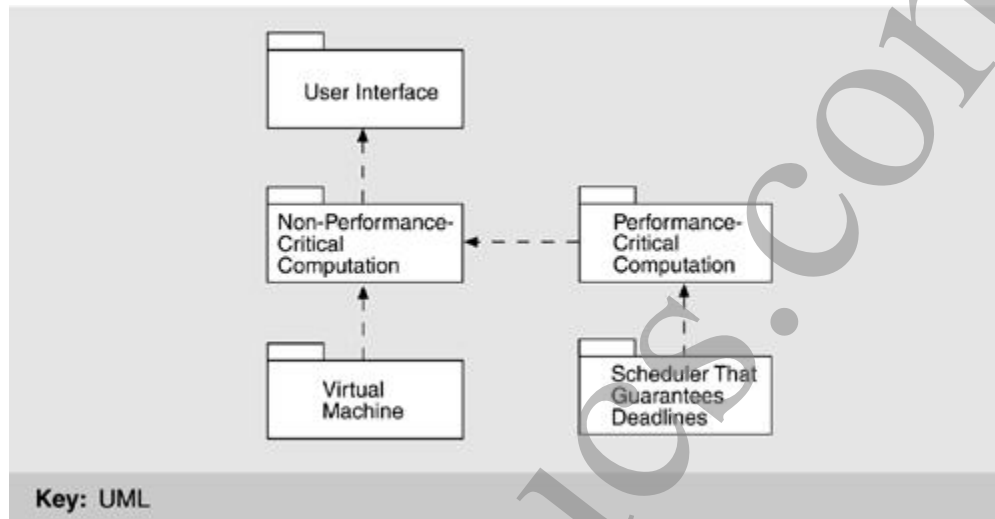 User Interface
Non-Performance-
Critical
Computation
Performance-
Critical
Computation
Virtual
Machine
Scheduler That
Guarantees
Deadlines
Key: UML